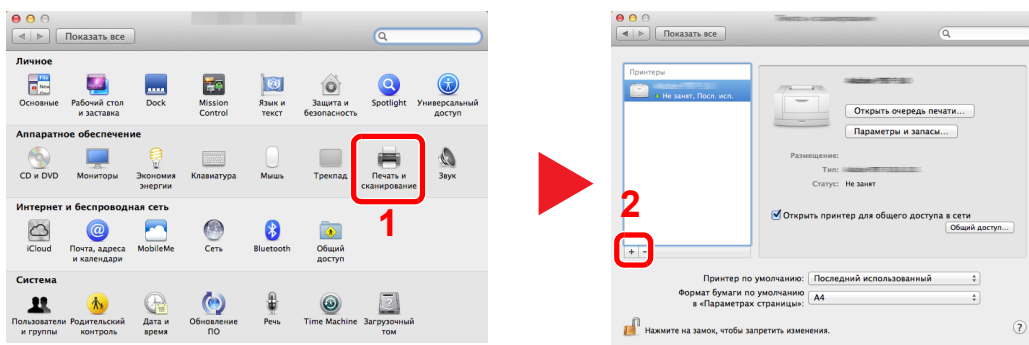 Показать все
Личное
Основные
Рабочий стол
и заставка
Dock
Mission
Control
Язык и
текст
Защита и
безопасность
Spotlight
Универсальный
доступ
Аппаратное обеспечение
CD и DVD
Мониторы
Экономия
энергии
Клавиатура
Мышь
Трекпад
Печать и
сканирование
Звук
1
Интернет и беспроводная сеть
iCloud
Почта, адреса
и календари
MobileMe
Сеть
Bluetooth
Общий
доступ
Система
Пользователи
и группы
Родительский
контроль
Дата и
время
Обновление
ПО
Речь
Time Machine
Загрузочный
том
Показать все
Принтеры
Не занят, Посл. исп.
Открыть очередь печати...
Параметры и запасы...
Размещение:
Тип:
Статус: Не занят
2
Открыть принтер для общего доступа в сети
Общий доступ...
+ -
Принтер по умолчанию: Последний использованный
Формат бумаги по умолчанию
в «Параметрах страницы»: A4
Нажмите на замок, чтобы запретить изменения.
?